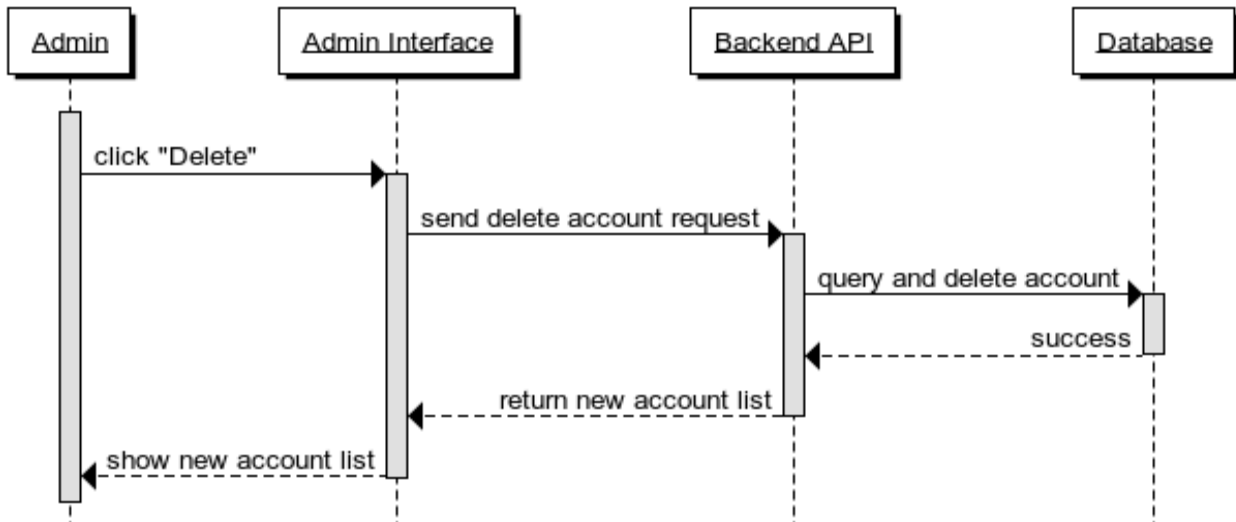 Admin
Admin Interface
Backend API
Database
click "Delete"
send delete account request
query and delete account
success
return new account list
show new account list